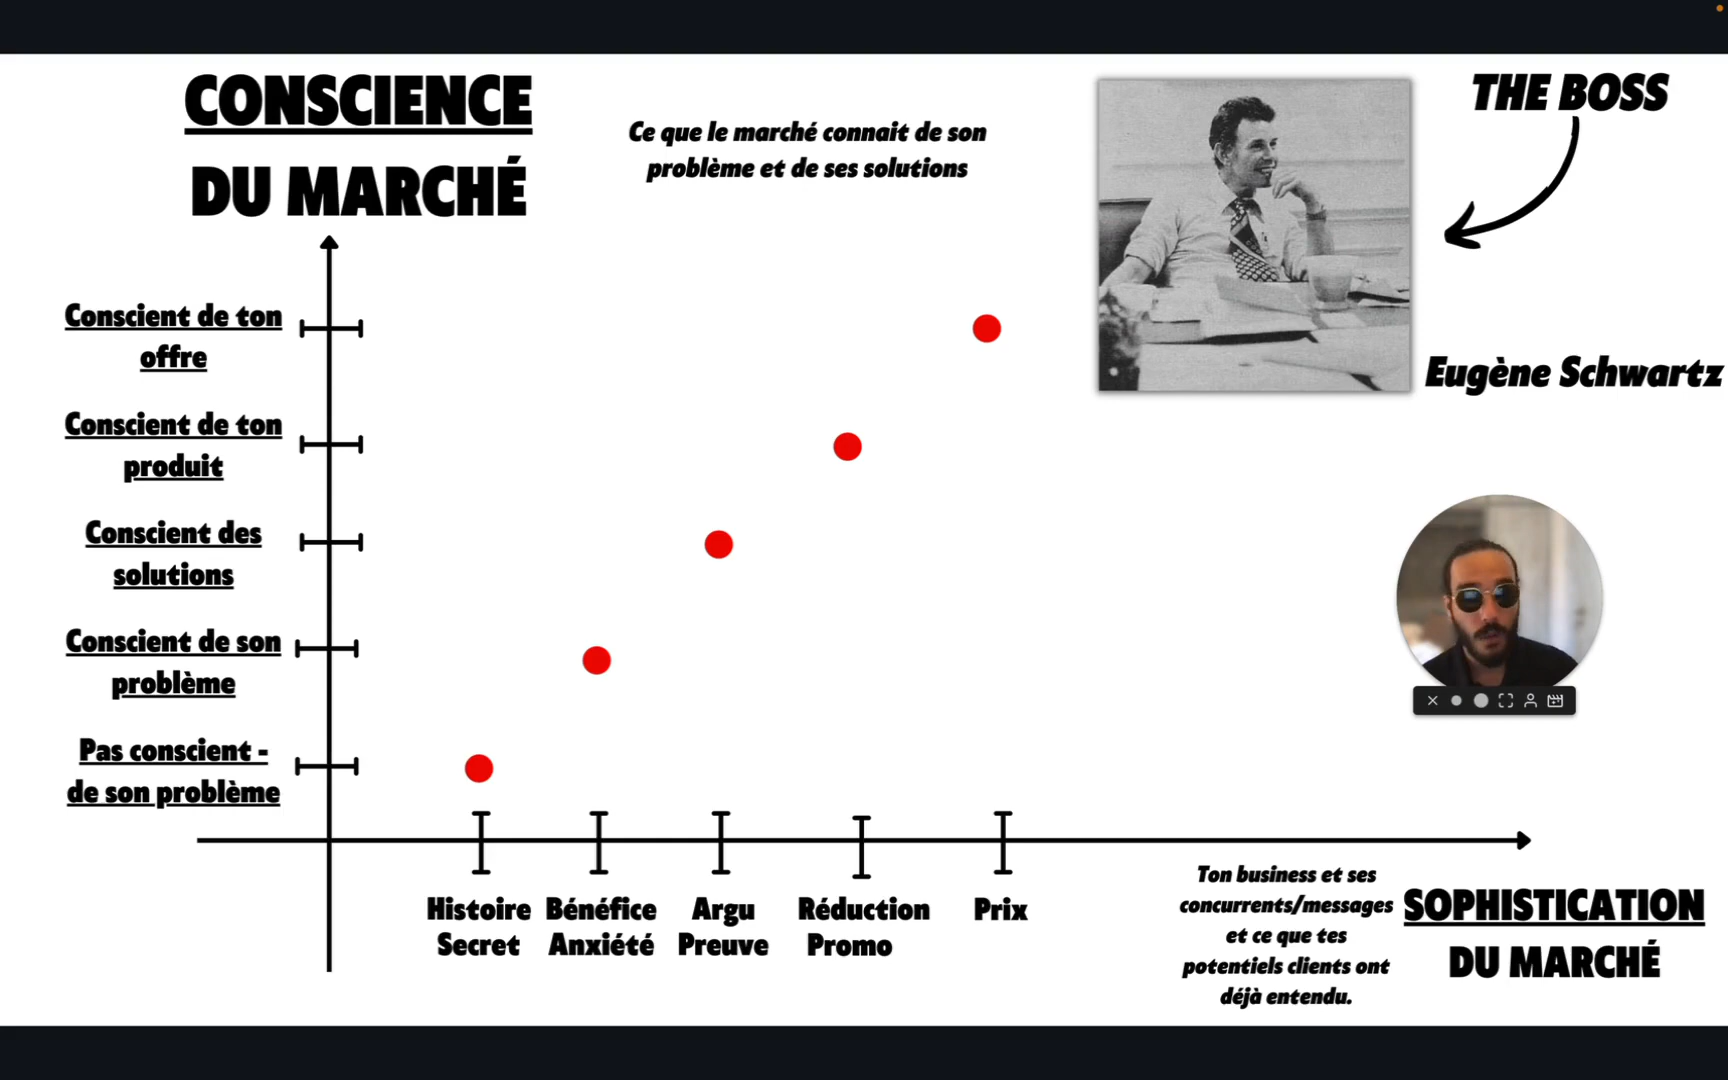 CONSCIENCE
DU MARCHÉ
Ce que le marché connait de son
problème et de ses solutions
THE BOSS
Eugène Schwartz
Conscient de ton
offre
Conscient de ton
produit
Conscient des
solutions
Conscient de son
problème
Pas conscient -
de son problème
Histoire
Secret
Bénéfice
Anxiété
Argu
Preuve
Réduction
Promo
Prix
Ton business et ses
concurrents/messages
et ce que tes
potentiels clients ont
déjà entendu.
SOPHISTICATION
DU MARCHÉ